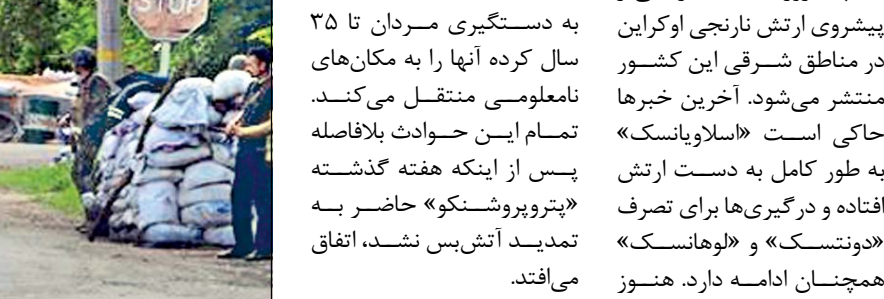 پیشروی ارتش نارنجی اوکراین
در مناطق شرقی این کشور
منتشر می‌شود. آخرین خبرها
حاکی است «اسلاویانسک»
به طور کامل به دست ارتش
افتاده و درگیری‌ها برای تصرف
«دونتسک» و «لوهانسک»
همچنان ادامه دارد. هنوز
به دستگیری مردان تا ۳۵
سال کرده آنها را به مکان‌های
نامعلومی منتقل می‌کند.
تمام این حوادث بلافاصله
پس از اینکه هفته گذشته
«پتروپروشنکو» حاضر به
تمدید آتش‌بس نشد، اتفاق
می‌افتد.
STOP